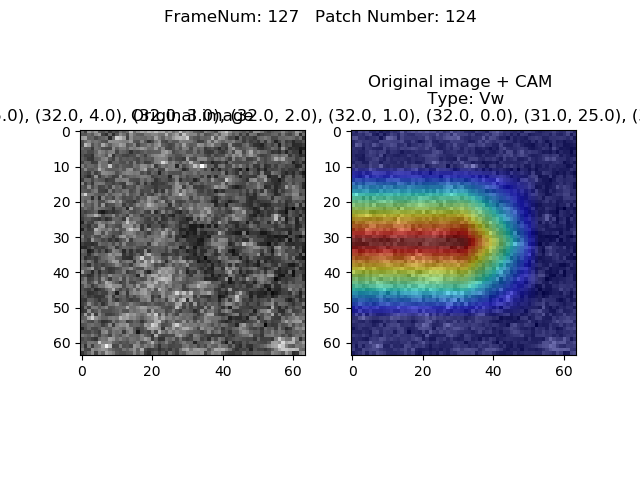 FrameNum: 127   Patch Number: 124
Original image + CAM
Type: Vw
.0), (32.0, 4.0), (32.0, 3.0), (32.0, 2.0), (32.0, 1.0), (32.0, 0.0), (31.0, 25.0), (3
Original image
0
10
20
30
40
50
60
0 20 40 60
0
10
20
30
40
50
60
0 20 40 60